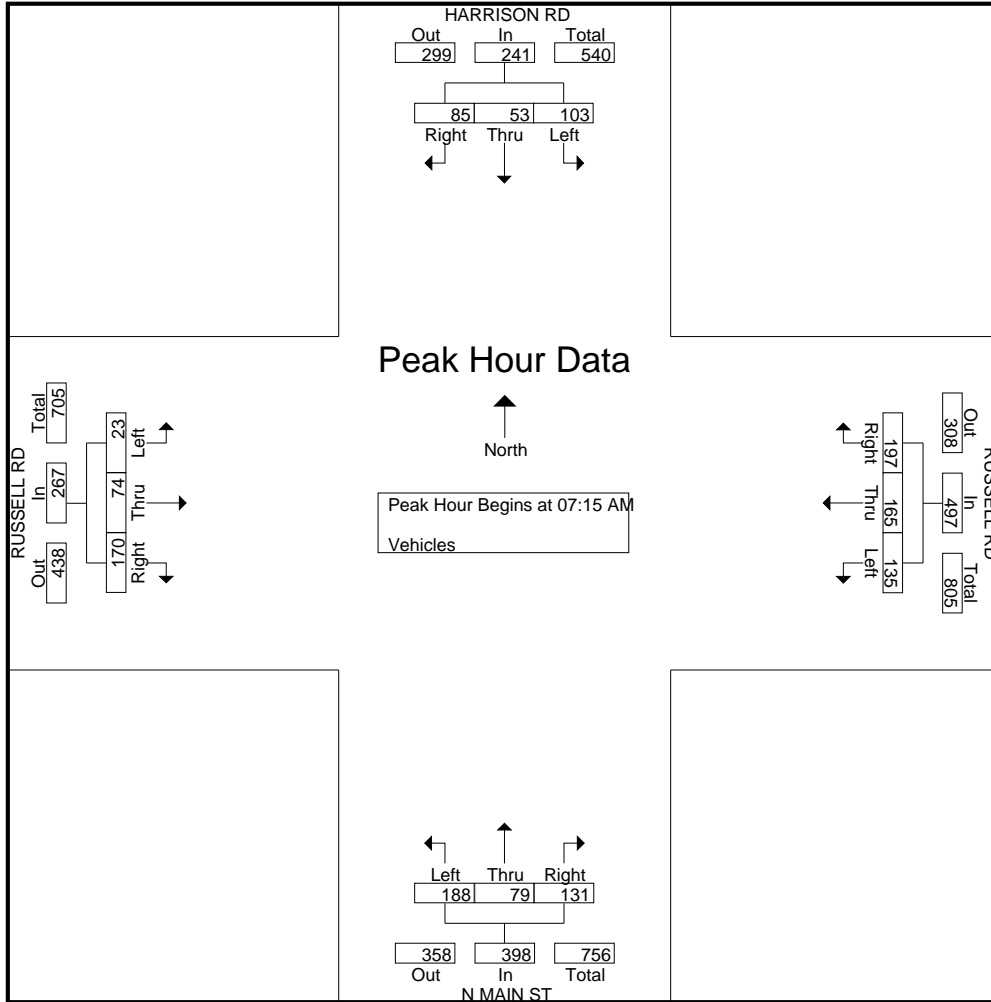 HARRISON RD
Out In Total
299 241 540
85 53 103
Right Thru Left
Peak Hour Data
North
Peak Hour Begins at 07:15 AM
Vehicles
RUSSELL RD
Out In Total
438 267 705
Right Thru Left
170 74 23
RUSSELL RD
Out In Total
308 497 805
Right Thru Left
197 165 135
Left Thru Right
188 79 131
358 398 756
Out In Total
N MAIN ST